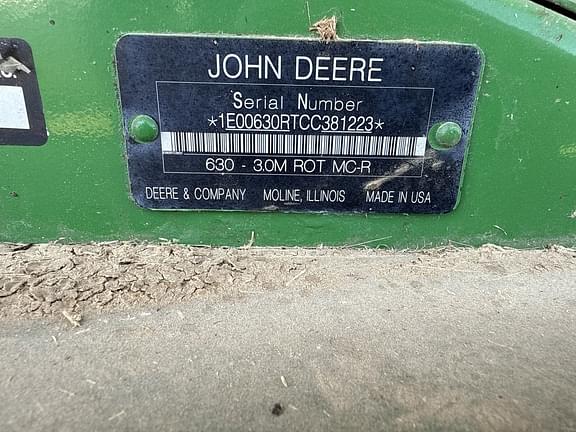 JOHN DEERE
Serial Number
*1E00630RTCC381223*
630 - 3.0M ROT MC-R
DEERE & COMPANY MOLINE, ILLINOIS MADE IN USA